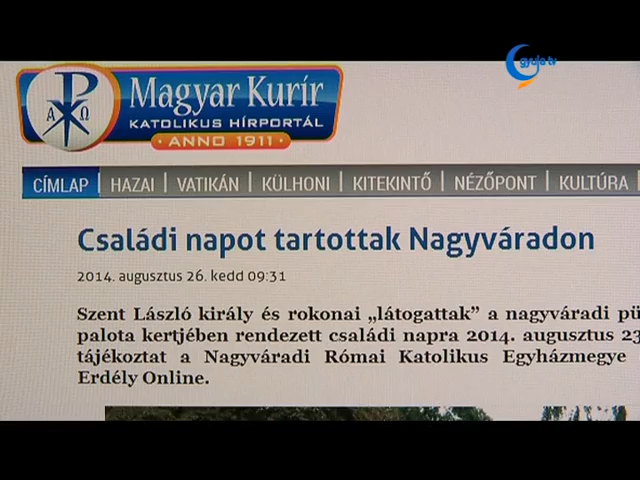 gyula tv
Magyar Kurír
Α Ω
KATOLIKUS HÍRPORTÁL
ANNO 1911
CÍMLAP HAZAI VATIKÁN KÜLHONI KITEKINTŐ NÉZŐPONT KULTÚRA
Családi napot tartottak Nagyváradon
2014. augusztus 26. kedd 09:31
Szent László király és rokonai „látogattak” a nagyváradi pü
palota kertjében rendezett családi napra 2014. augusztus 23
tájékoztat a Nagyváradi Római Katolikus Egyházmegye
Erdély Online.